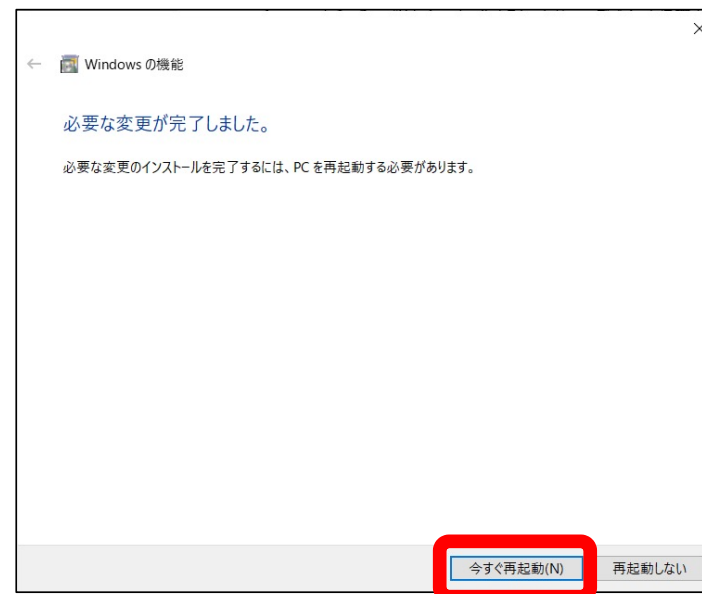 Windows の機能
必要な変更が完了しました。
必要な変更のインストールを完了するには、PC を再起動する必要があります。
今すぐ再起動(N)
再起動しない